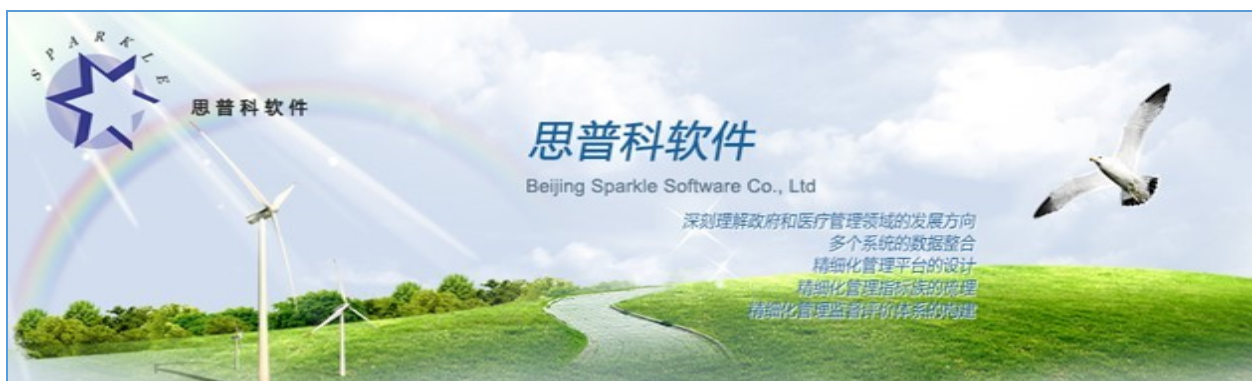 SPARKLE
思普科软件
思普科软件
Beijing Sparkle Software Co., Ltd
深刻理解政府和医疗管理领域的发展方向
多个系统的数据整合
精细化管理平台的设计
精细化管理指标族的梳理
精细化管理监督评价体系的构建